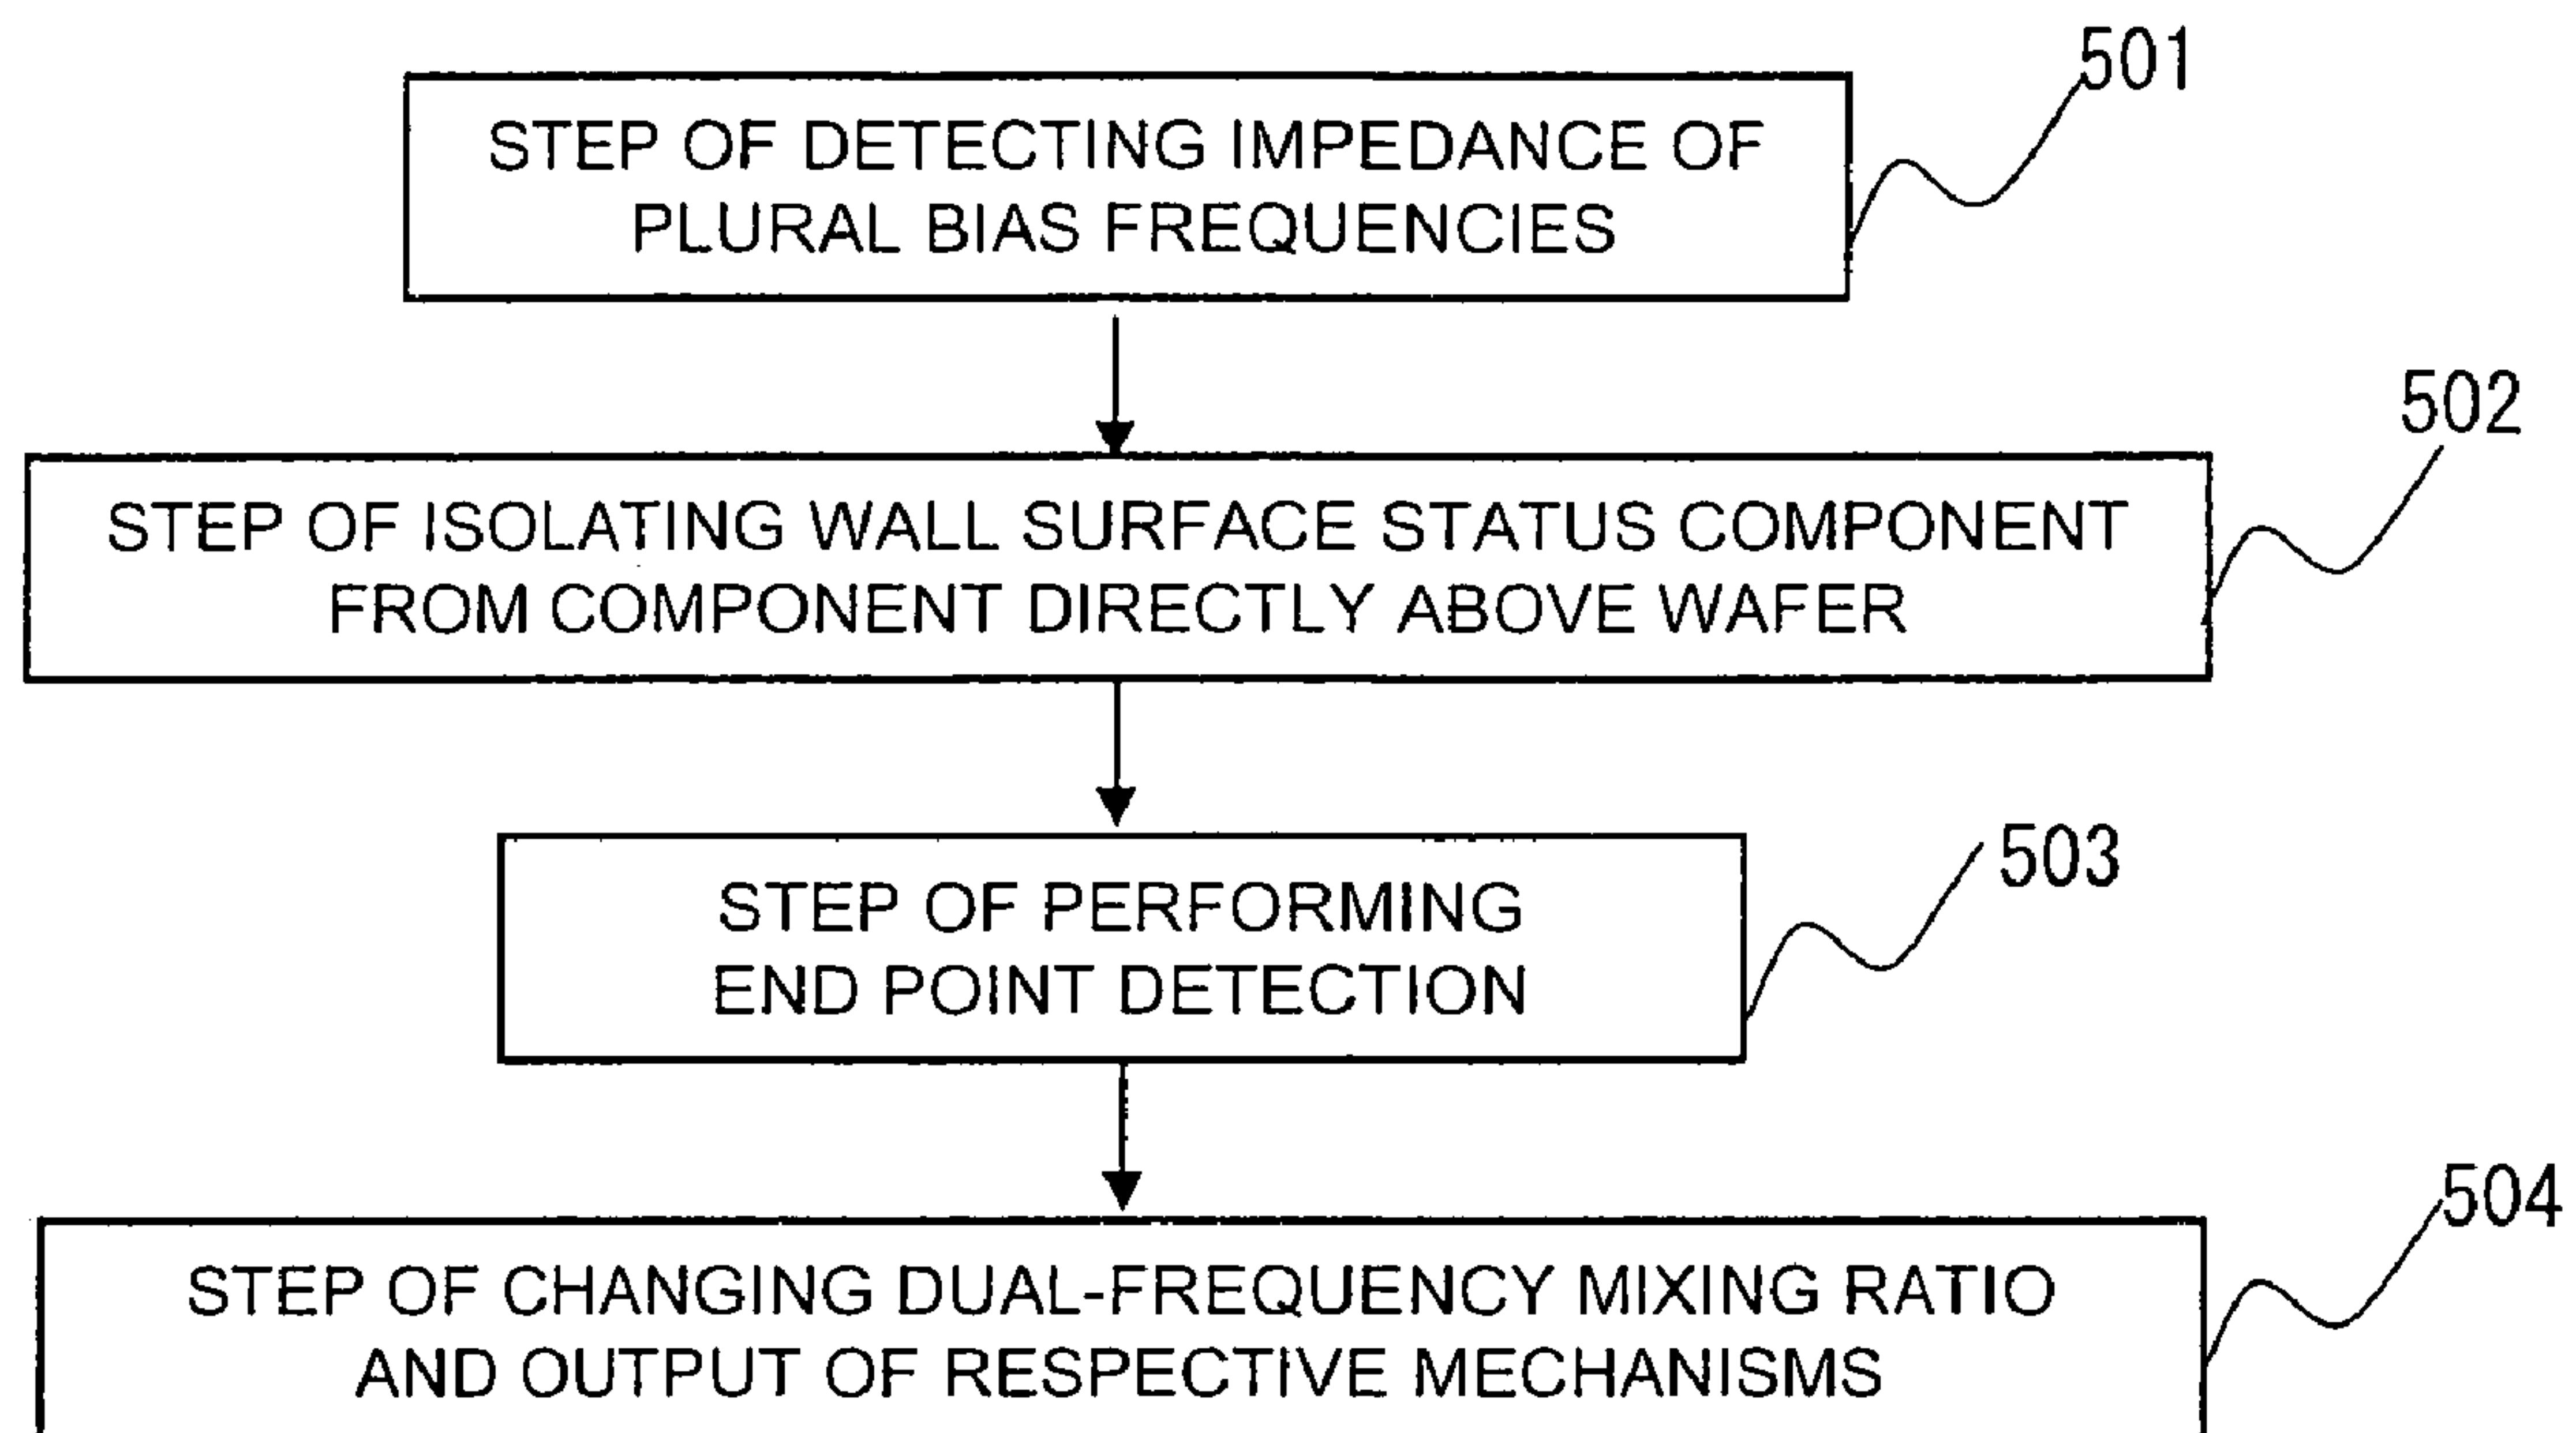 501
STEP OF DETECTING IMPEDANCE OF
PLURAL BIAS FREQUENCIES
502
STEP OF ISOLATING WALL SURFACE STATUS COMPONENT
FROM COMPONENT DIRECTLY ABOVE WAFER
503
STEP OF PERFORMING
END POINT DETECTION
504
STEP OF CHANGING DUAL-FREQUENCY MIXING RATIO
AND OUTPUT OF RESPECTIVE MECHANISMS